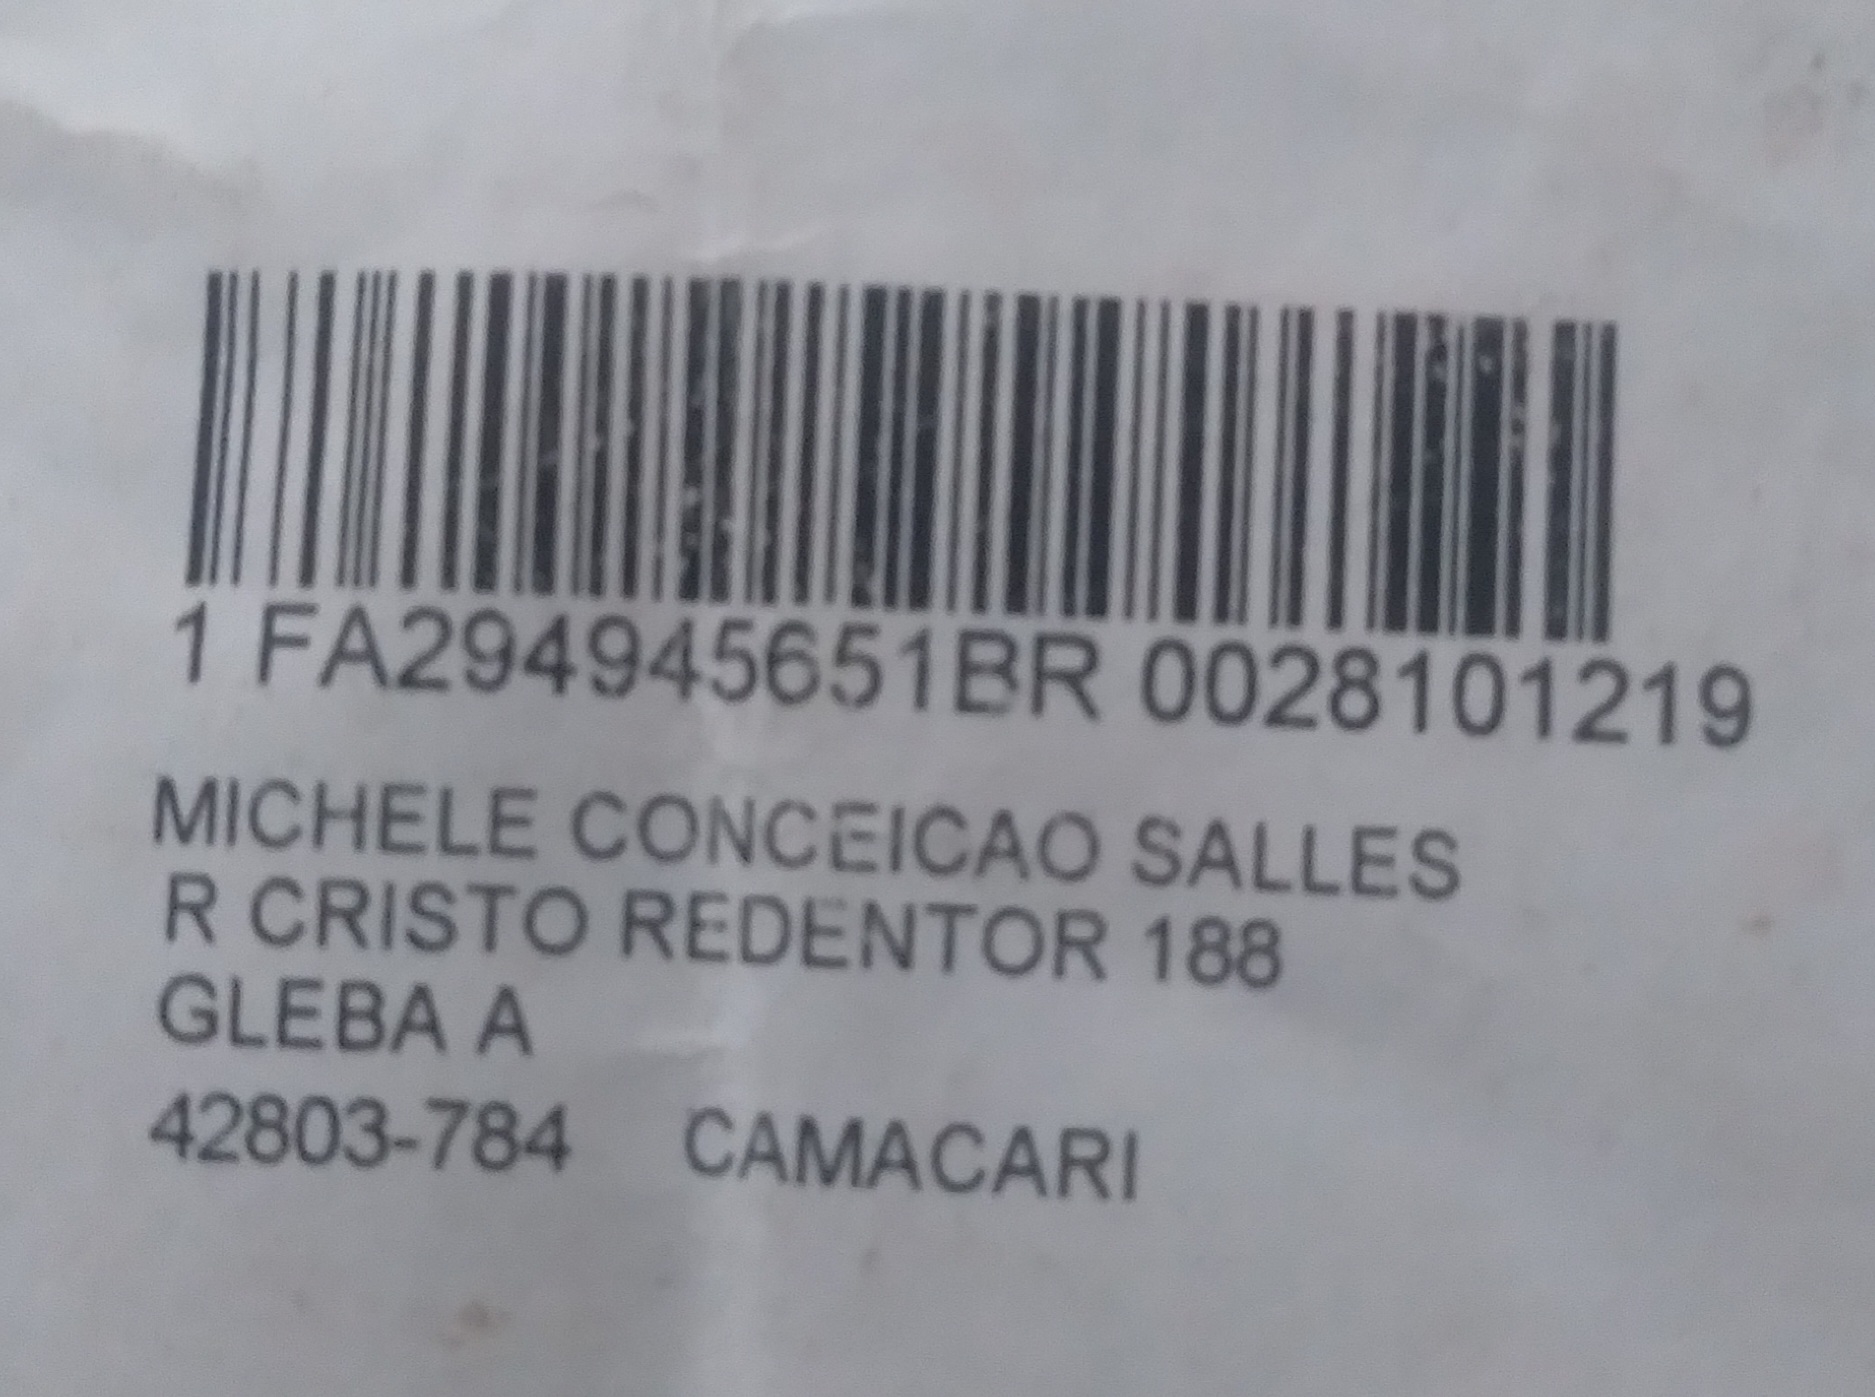 1 FA294945651BR 0028101219
MICHELE CONCEICAO SALLES
R CRISTO REDENTOR 188
GLEBA A
42803-784 CAMACARI